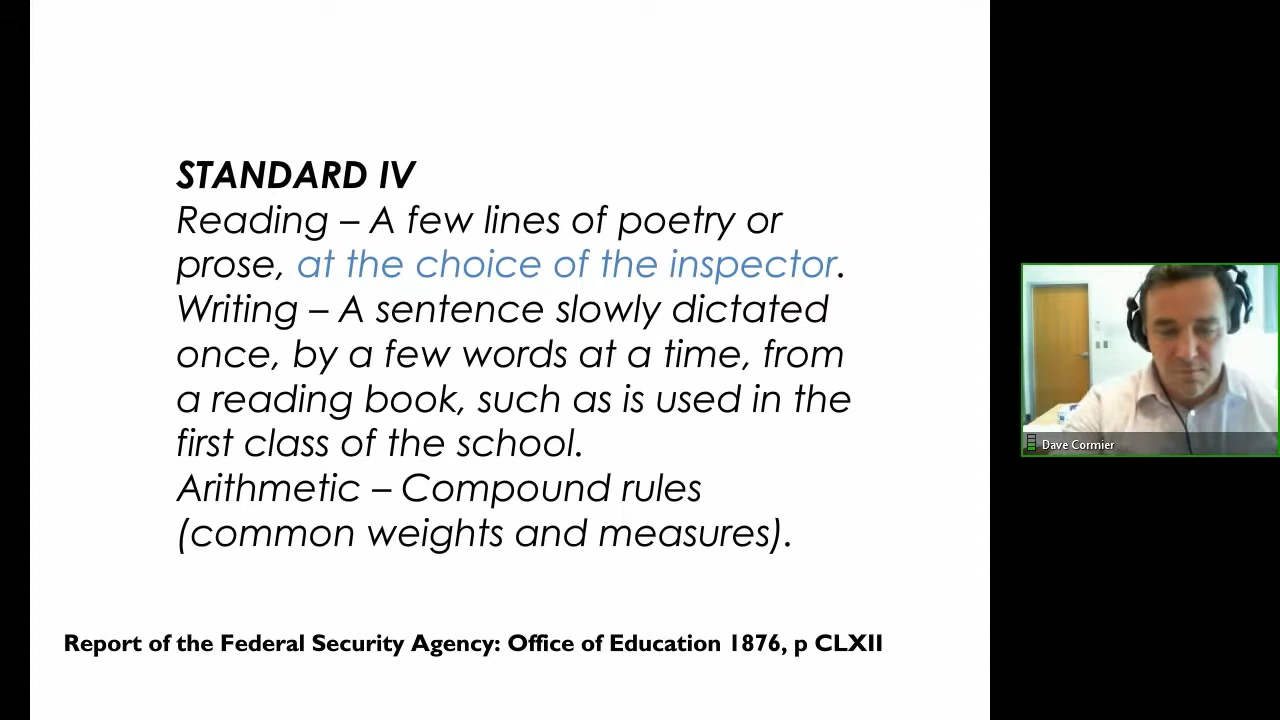 STANDARD IV
Reading – A few lines of poetry or
prose, at the choice of the inspector.
Writing – A sentence slowly dictated
once, by a few words at a time, from
a reading book, such as is used in the
first class of the school.
Arithmetic – Compound rules
(common weights and measures).
Report of the Federal Security Agency: Office of Education 1876, p CLXII
Dave Cormier